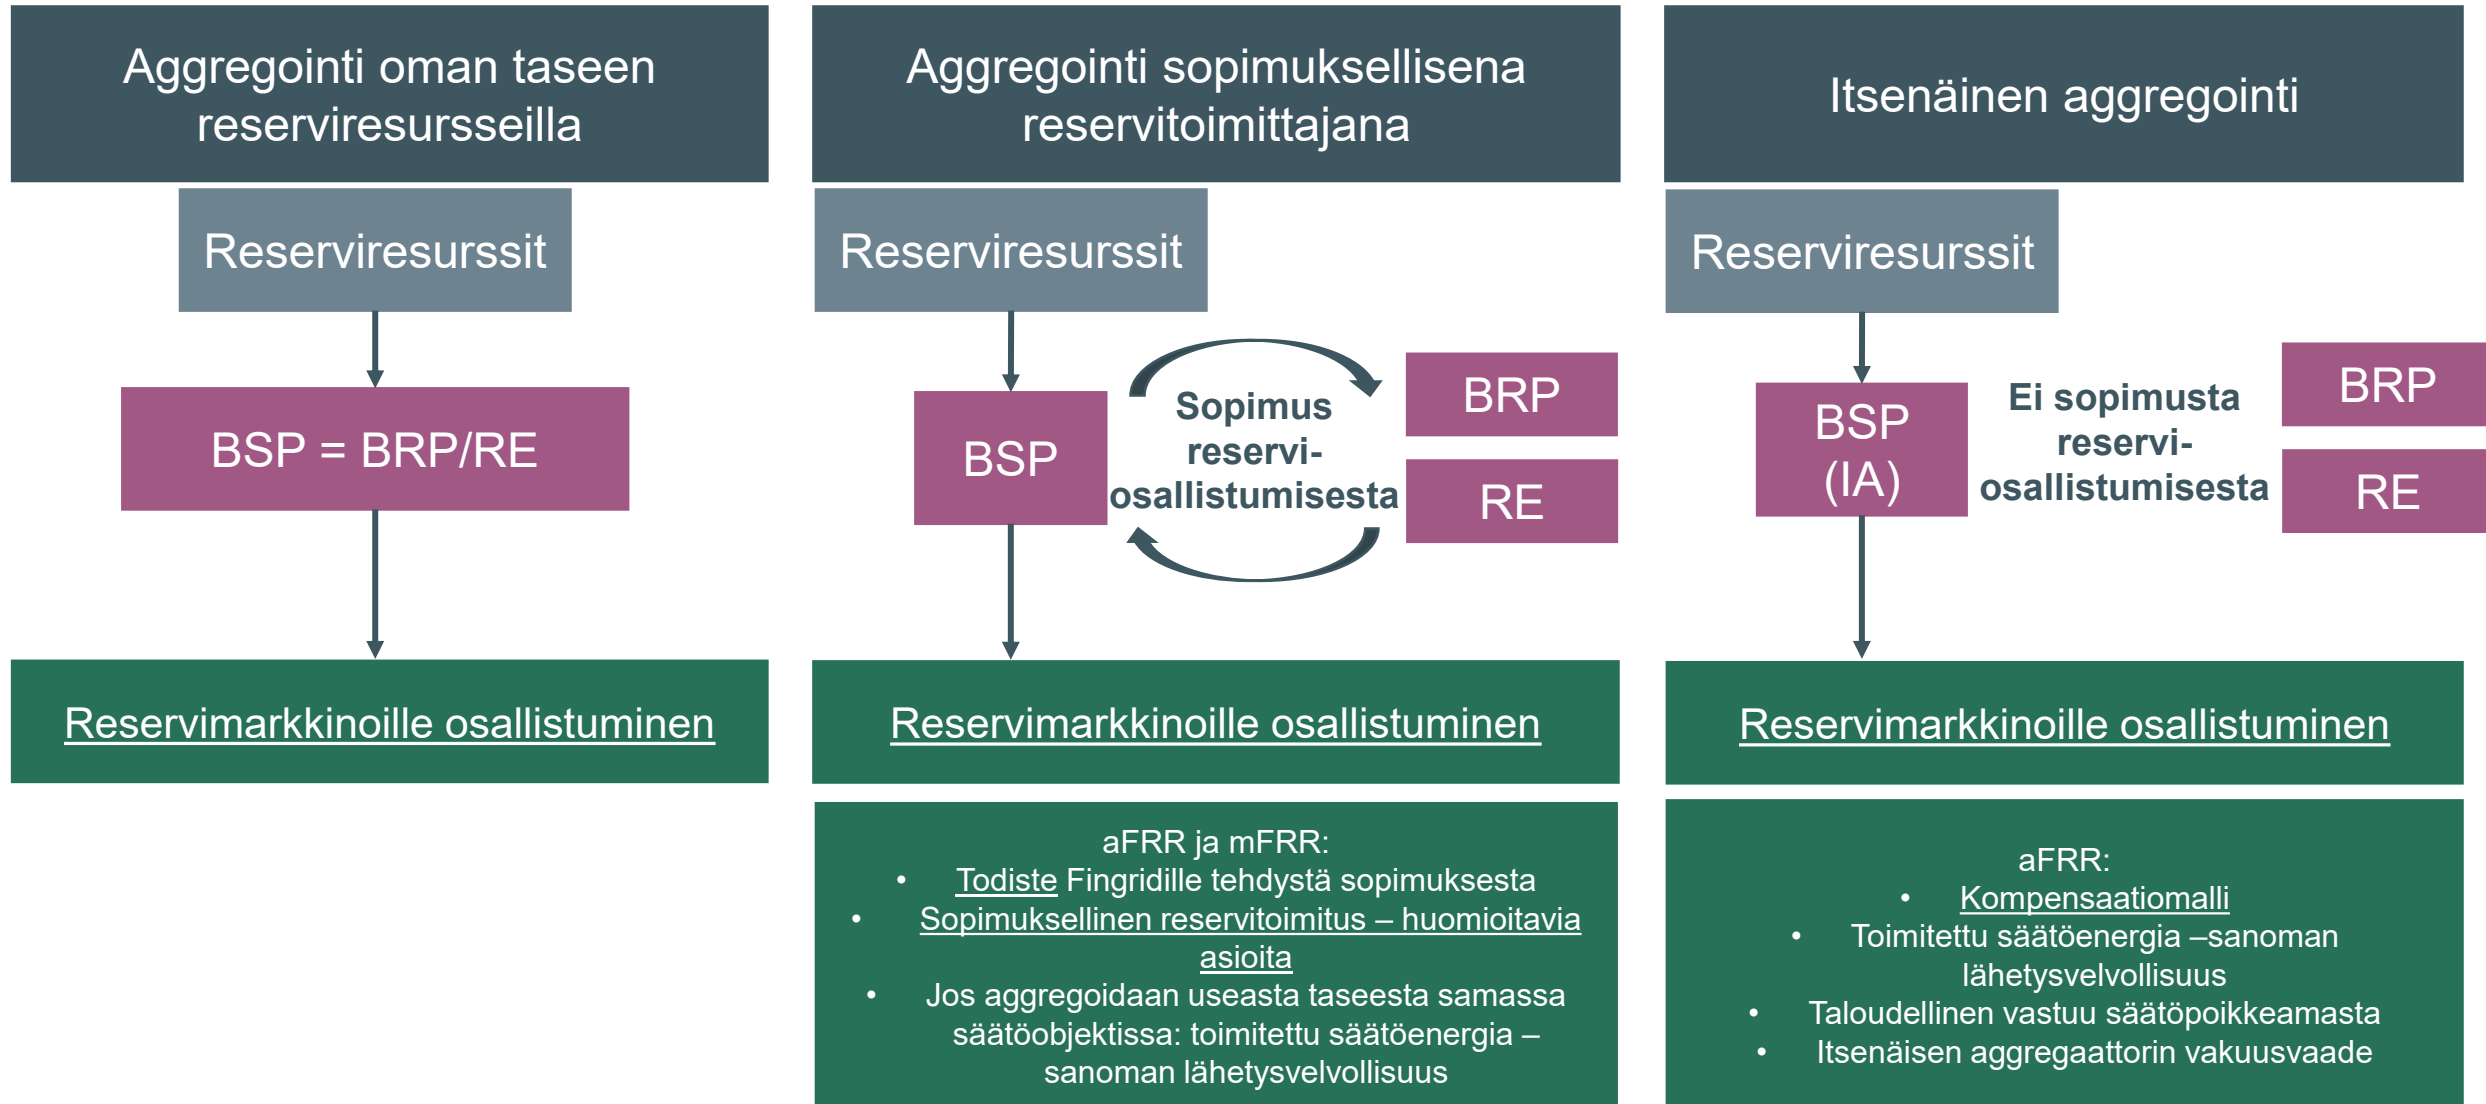 Aggregointi oman taseen
reserviresursseilla
Reserviresurssit
BSP = BRP/RE
Reservimarkkinoille osallistuminen
Aggregointi sopimuksellisena
reservitoimittajana
Reserviresurssit
BSP
Sopimus
reservi-
osallistumisesta
BRP
RE
Reservimarkkinoille osallistuminen
aFRR ja mFRR:
• Todiste Fingridille tehdystä sopimuksesta
• Sopimuksellinen reservitoimitus – huomioitavia
asioita
• Jos aggregoidaan useasta taseesta samassa
säätöobjektissa: toimitettu säätöenergia –
sanoman lähetysvelvollisuus
Itsenäinen aggregointi
Reserviresurssit
BSP
(IA)
Ei sopimusta
reservi-
osallistumisesta
BRP
RE
Reservimarkkinoille osallistuminen
aFRR:
• Kompensaatiomalli
• Toimitettu säätöenergia –sanoman
lähetysvelvollisuus
• Taloudellinen vastuu säätöpoikkeamasta
• Itsenäisen aggregaattorin vakuusvaade